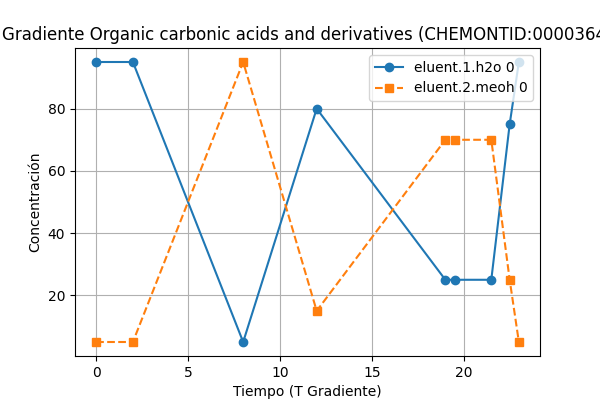 Gradiente Organic carbonic acids and derivatives (CHEMONTID:0000364
eluent.1.h2o 0
eluent.2.meoh 0
Concentración
80
60
40
20
0 5 10 15 20
Tiempo (T Gradiente)